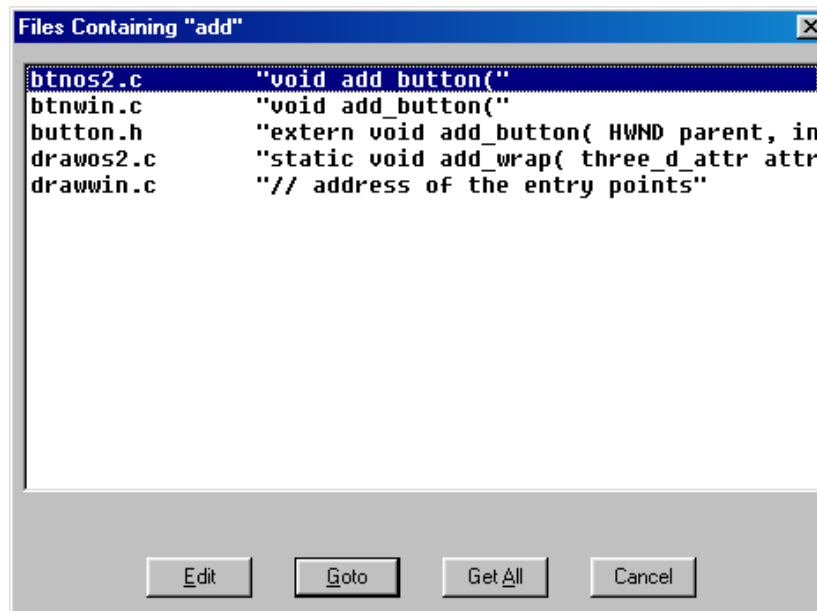 Files Containing "add"
btnos2.c "void add_button("
btnwin.c "void add_button("
button.h "extern void add_button( HWND parent, in
drawos2.c "static void add_wrap( three_d_attr attr
drawwin.c "// address of the entry points"
Edit Goto Get All Cancel